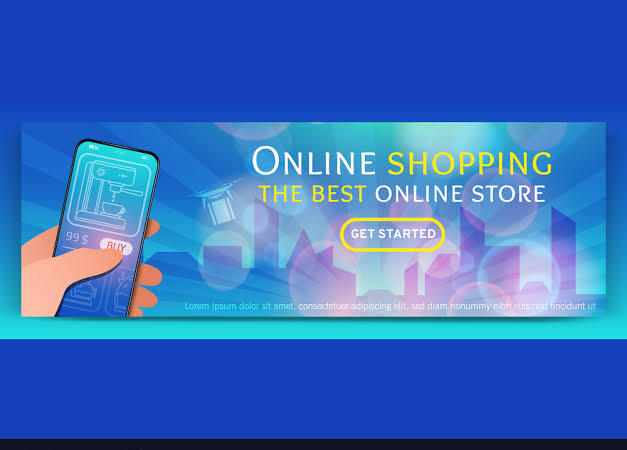 ONLINE SHOPPING
THE BEST ONLINE STORE
GET STARTED
99 $
BUY
Lorem ipsum dolor sit amet, consectetuer adipiscing elit, sed diam nonummy nibh euismod tincidunt ut